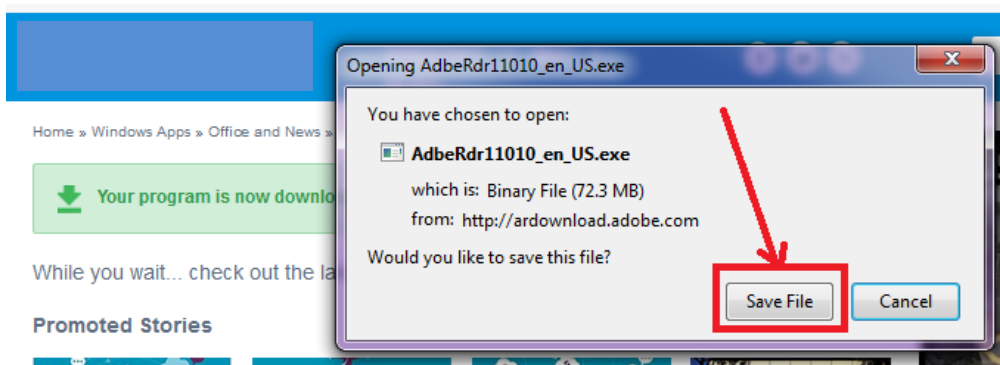 Opening AdbeRdr11010_en_US.exe
You have chosen to open:
AdbeRdr11010_en_US.exe
which is: Binary File (72.3 MB)
from: http://ardownload.adobe.com
Would you like to save this file?
Save File
Cancel
Home » Windows Apps » Office and News »
Your program is now downlo
While you wait... check out the la
Promoted Stories